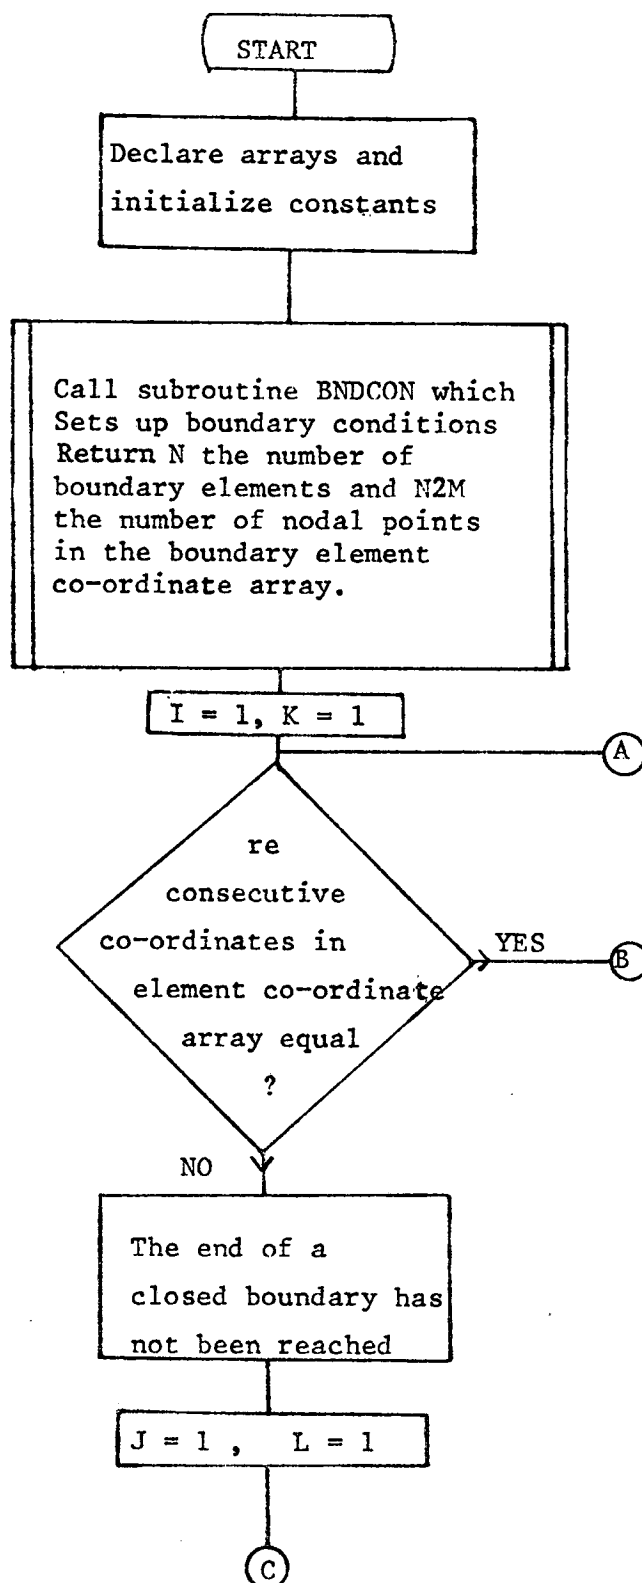 START
Declare arrays and
initialize constants
Call subroutine BNDCON which
Sets up boundary conditions
Return N the number of
boundary elements and N2M
the number of nodal points
in the boundary element
co-ordinate array.
I = 1, K = 1
A
re
consecutive
co-ordinates in
element co-ordinate
array equal
?
YES
B
NO
The end of a
closed boundary has
not been reached
J = 1 , L = 1
C